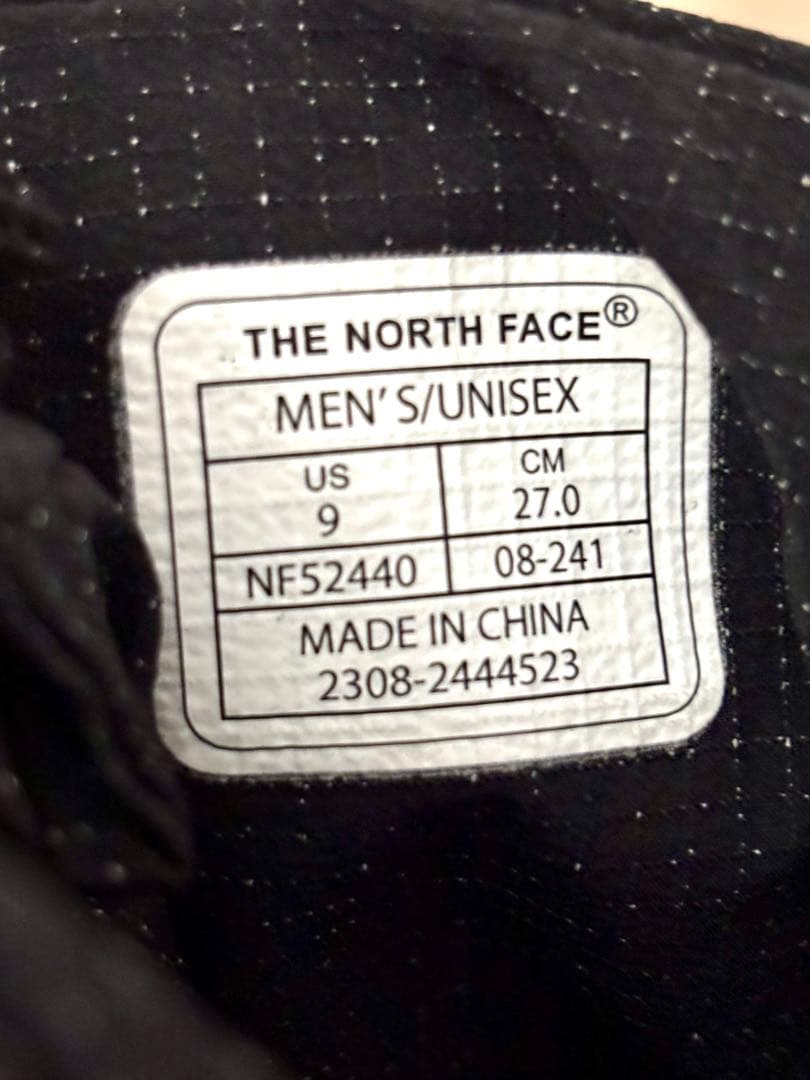 THE NORTH FACE®
MEN'S/UNISEX
US
9
CM
27.0
NF52440
08-241
MADE IN CHINA
2308-2444523